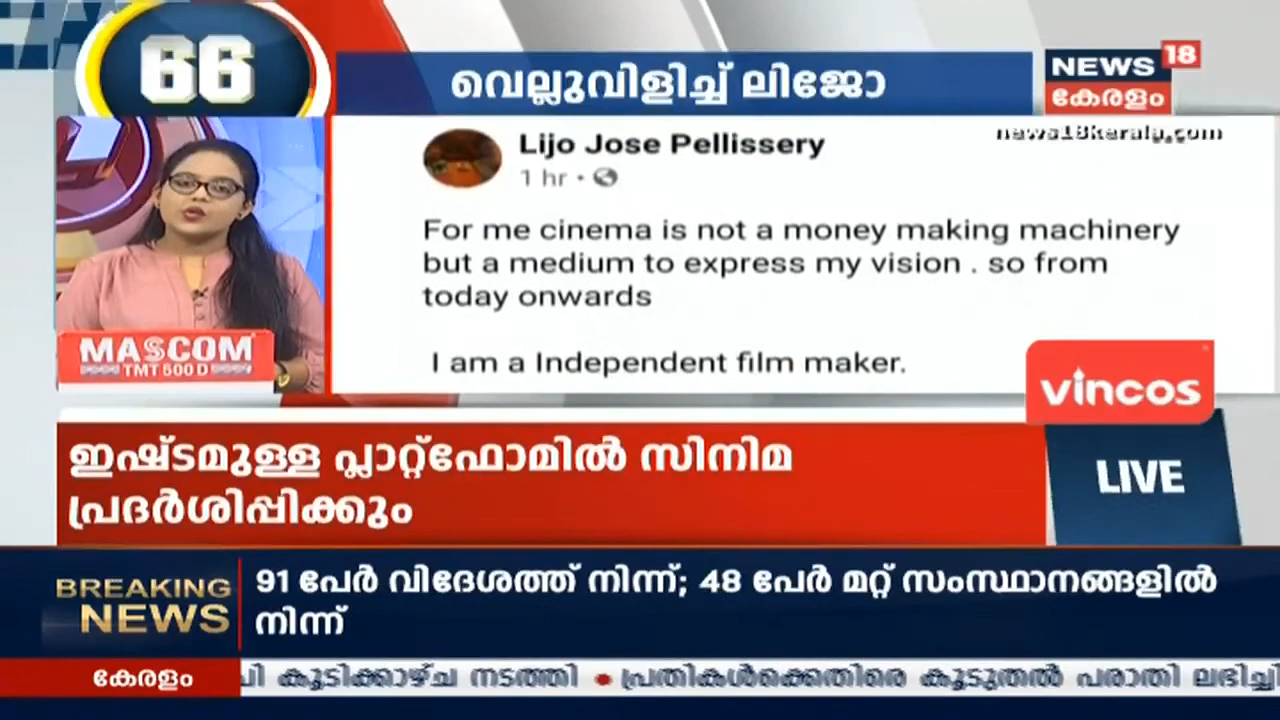 66
വെല്ലുവിളിച്ച് ലിജോ
NEWS 18
കേരളം
news18kerala.com
Lijo Jose Pellissery
1 hr
For me cinema is not a money making machinery
but a medium to express my vision . so from
today onwards
I am a Independent film maker.
MASCOM
TMT 500 D
vincos
ഇഷ്ടമുള്ള പ്ലാറ്റ്ഫോമിൽ സിനിമ
പ്രദർശിപ്പിക്കും
LIVE
BREAKING
NEWS
91 പേർ വിദേശത്ത് നിന്ന്; 48 പേർ മറ്റ് സംസ്ഥാനങ്ങളിൽ
നിന്ന്
കേരളം
കൂടിക്കാഴ്ച നടത്തി • പ്രതികൾക്കെതിരെ കൂടുതൽ പരാതി